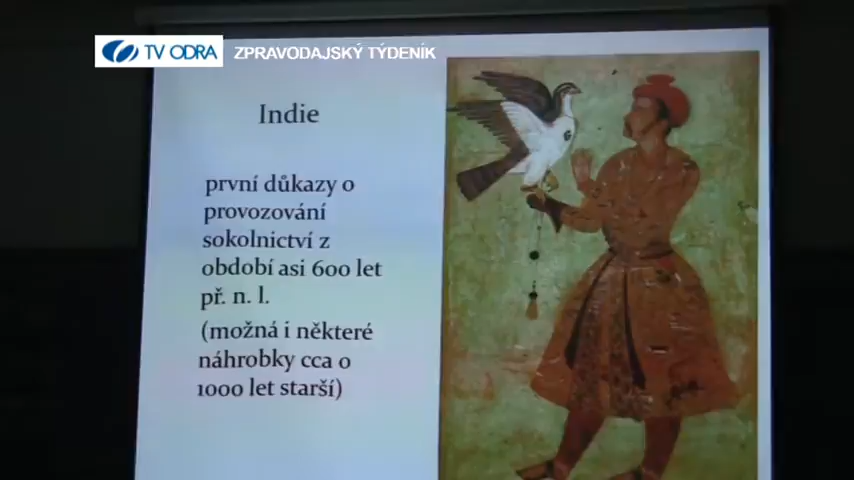 TV ODRA
ZPRAVODAJSKÝ TÝDENÍK
Indie
první důkazy o
provozování
sokolnictví z
období asi 600 let
př. n. l.
(možná i některé
náhrobky cca o
1000 let starší)